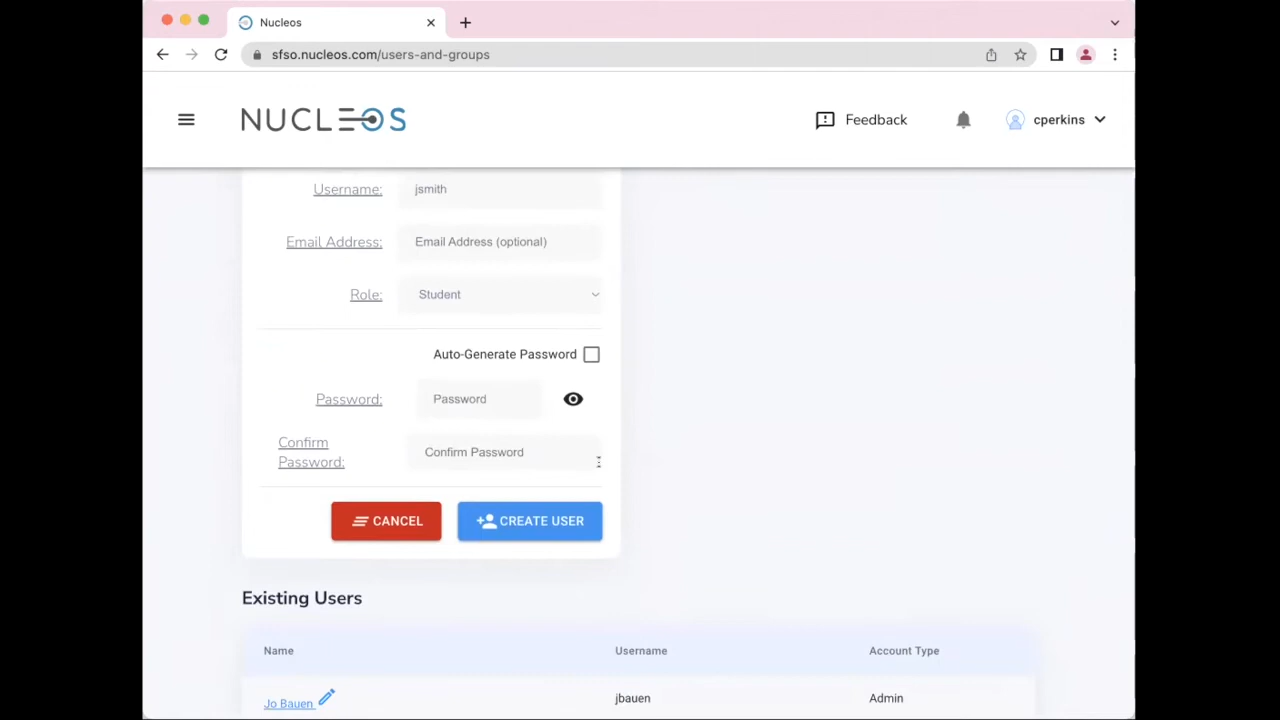 Nucleos
sfso.nucleos.com/users-and-groups
NUCLEOS
Feedback
cperkins
Username: jsmith
Email Address: Email Address (optional)
Role: Student
Auto-Generate Password
Password: Password
Confirm
Password: Confirm Password
CANCEL CREATE USER
Existing Users
Name Username Account Type
Jo Bauen jbauen Admin